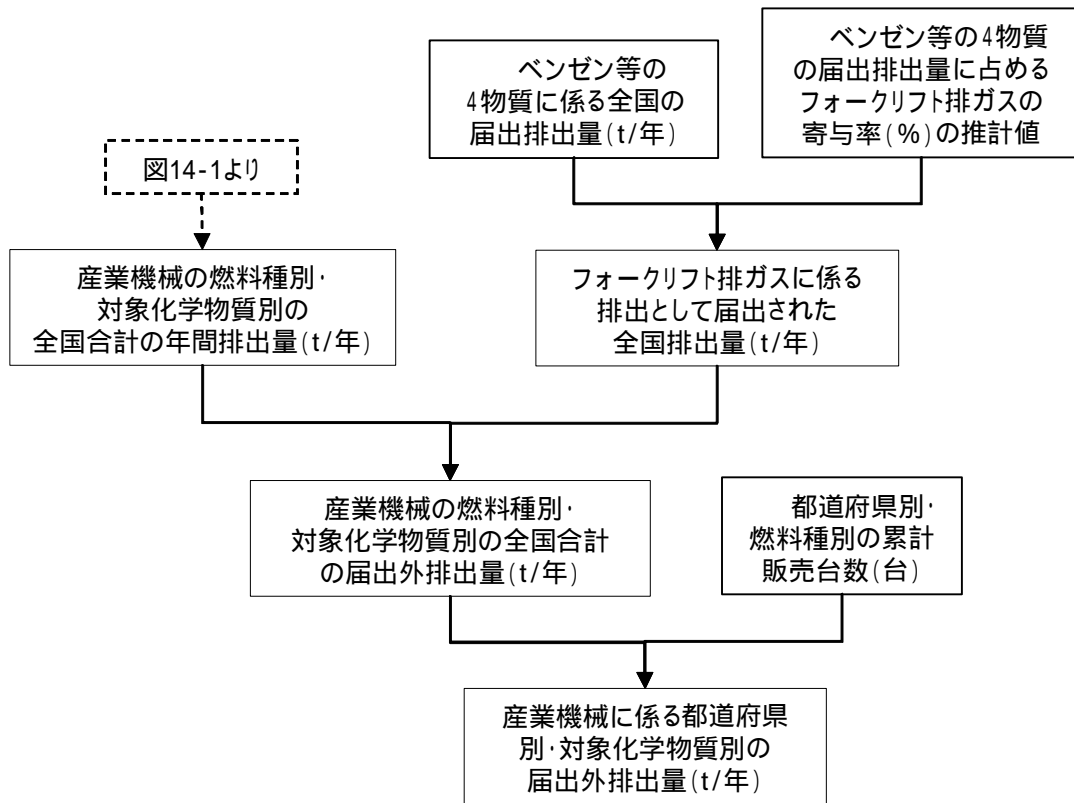 ベンゼン等の
4物質に係る全国の
届出排出量(t/年)
ベンゼン等の4物質
の届出排出量に占める
フォークリフト排ガスの
寄与率(%)の推計値
図14-1より
産業機械の燃料種別・
対象化学物質別の
全国合計の年間排出量(t/年)
フォークリフト排ガスに係る
排出として届出された
全国排出量(t/年)
産業機械の燃料種別・
対象化学物質別の全国合計
の届出外排出量(t/年)
都道府県別・
燃料種別の累計
販売台数(台)
産業機械に係る都道府県
別・対象化学物質別の
届出外排出量(t/年)